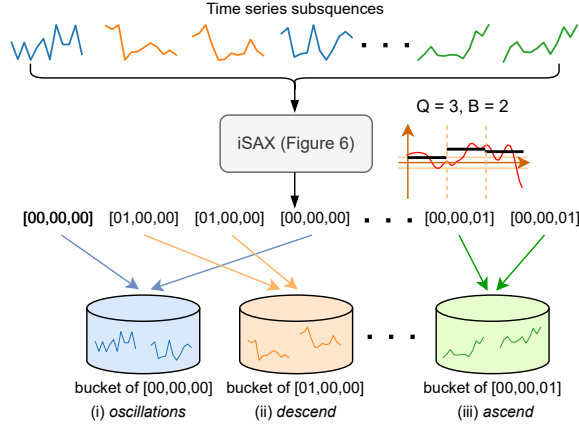 Time series subsquences
iSAX (Figure 6)
Q = 3, B = 2
[00,00,00] [01,00,00] [01,00,00] [00,00,00] [00,00,01] [00,00,01]
bucket of [00,00,00] bucket of [01,00,00] bucket of [00,00,01]
(i) oscillations (ii) descend (iii) ascend